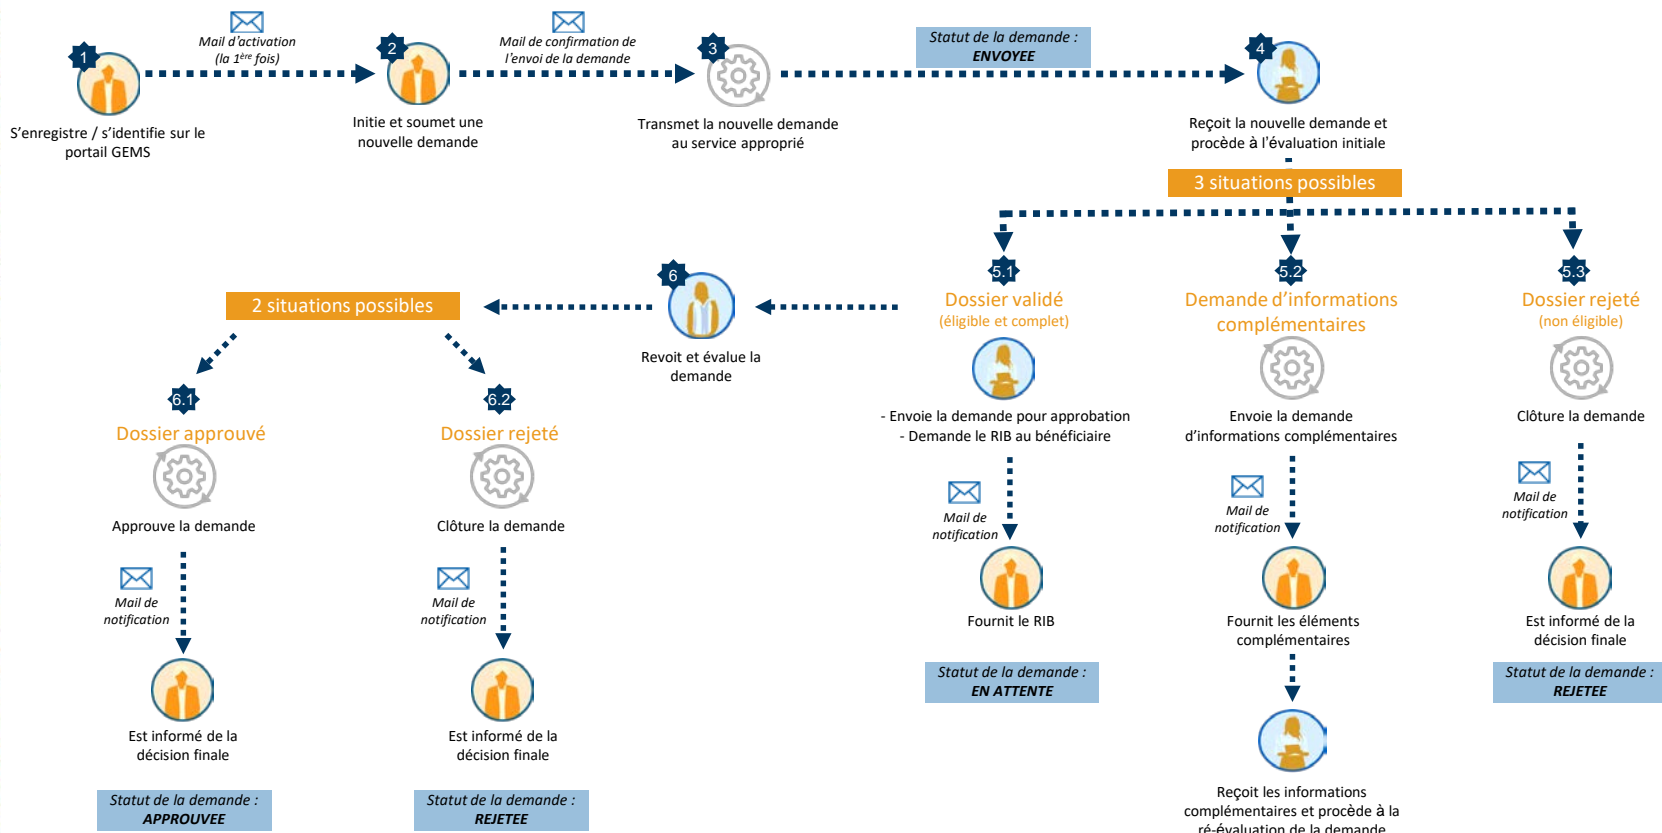 1
Mail d'activation
(la 1ère fois)
S'enregistre / s'identifie sur le
portail GEMS
2
Initie et soumet une
nouvelle demande
Mail de confirmation de
l'envoi de la demande
3
Transmet la nouvelle demande
au service approprié
Statut de la demande :
ENVOYEE
4
Reçoit la nouvelle demande et
procède à l'évaluation initiale
3 situations possibles
5.1
Dossier validé
(éligible et complet)
- Envoie la demande pour approbation
- Demande le RIB au bénéficiaire
Mail de
notification
Fournit le RIB
Statut de la demande :
EN ATTENTE
5.2
Demande d'informations
complémentaires
Envoie la demande
d'informations complémentaires
Mail de
notification
Fournit les éléments
complémentaires
Reçoit les informations
complémentaires et procède à la
ré-évaluation de la demande
5.3
Dossier rejeté
(non éligible)
Clôture la demande
Mail de
notification
Est informé de la
décision finale
Statut de la demande :
REJETEE
6
Revoit et évalue la
demande
2 situations possibles
6.1
Dossier approuvé
Approuve la demande
Mail de
notification
Est informé de la
décision finale
Statut de la demande :
APPROUVEE
6.2
Dossier rejeté
Clôture la demande
Mail de
notification
Est informé de la
décision finale
Statut de la demande :
REJETEE